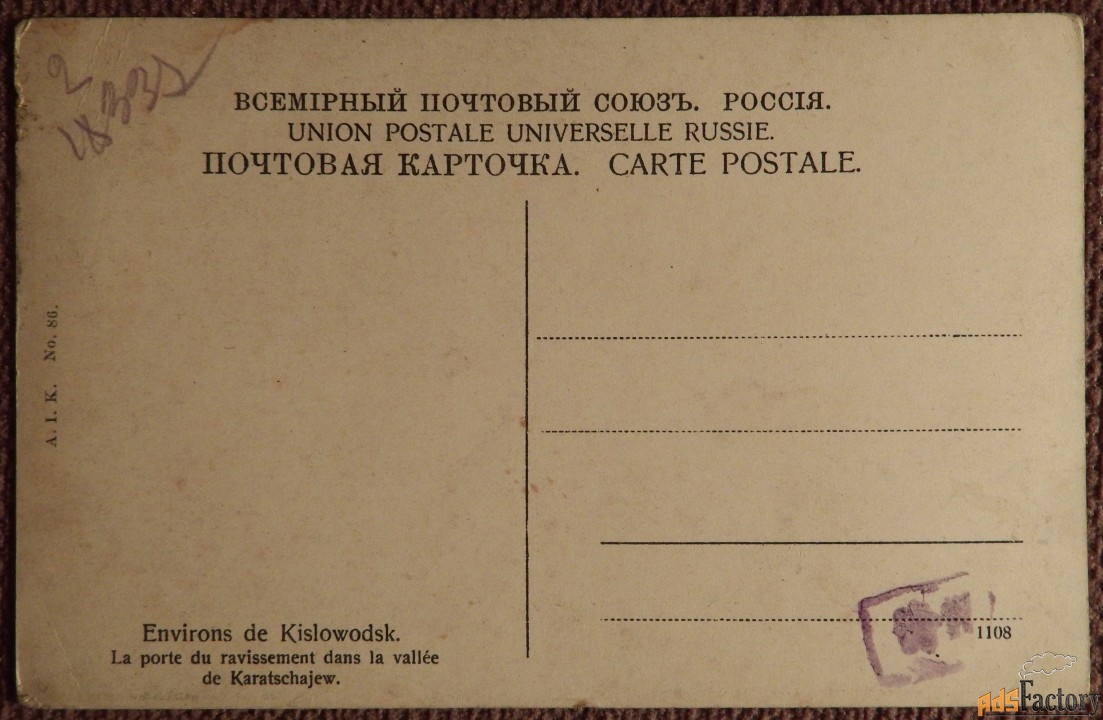 ВСЕМІРНЫЙ ПОЧТОВЫЙ СОЮЗЪ. РОССІЯ.
UNION POSTALE UNIVERSELLE RUSSIE.
ПОЧТОВАЯ КАРТОЧКА. CARTE POSTALE.
A. I. K. No. 86.
Environs de Kislowodsk.
La porte du ravissement dans la vallée
de Karatschajew.
1108
AdsFactory